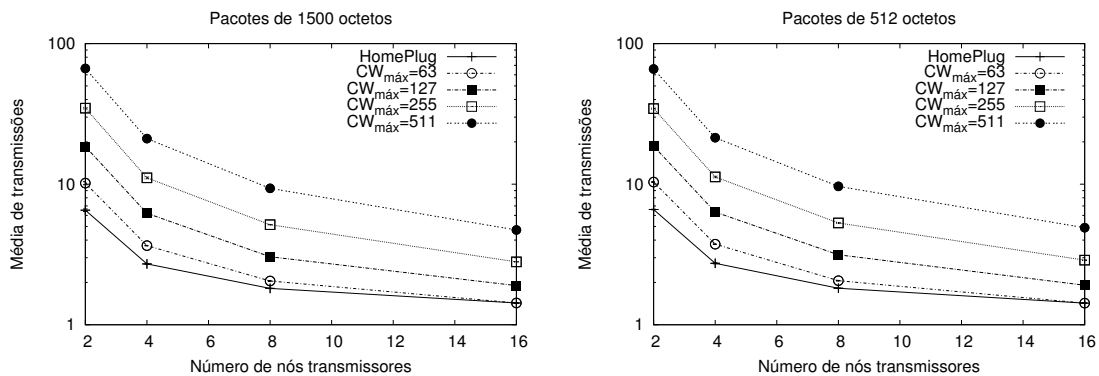 Pacotes de 1500 octetos
Média de transmissões
100
10
1
2 4 6 8 10 12 14 16
Número de nós transmissores
HomePlug
CWmáx=63
CWmáx=127
CWmáx=255
CWmáx=511
Pacotes de 512 octetos
Média de transmissões
100
10
1
2 4 6 8 10 12 14 16
Número de nós transmissores
HomePlug
CWmáx=63
CWmáx=127
CWmáx=255
CWmáx=511